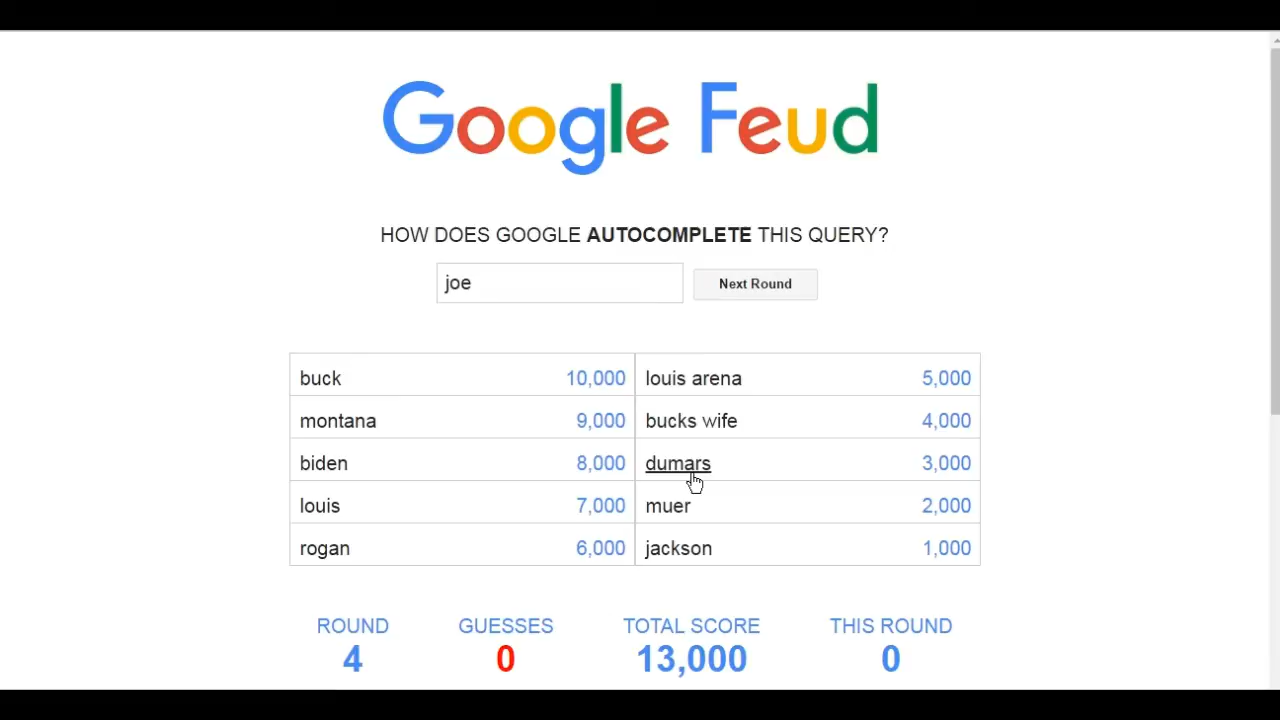 Google Feud
HOW DOES GOOGLE AUTOCOMPLETE THIS QUERY?
joe Next Round
buck 10,000 louis arena 5,000
montana 9,000 bucks wife 4,000
biden 8,000 dumars 3,000
louis 7,000 muer 2,000
rogan 6,000 jackson 1,000
ROUND GUESSES TOTAL SCORE THIS ROUND
4 0 13,000 0